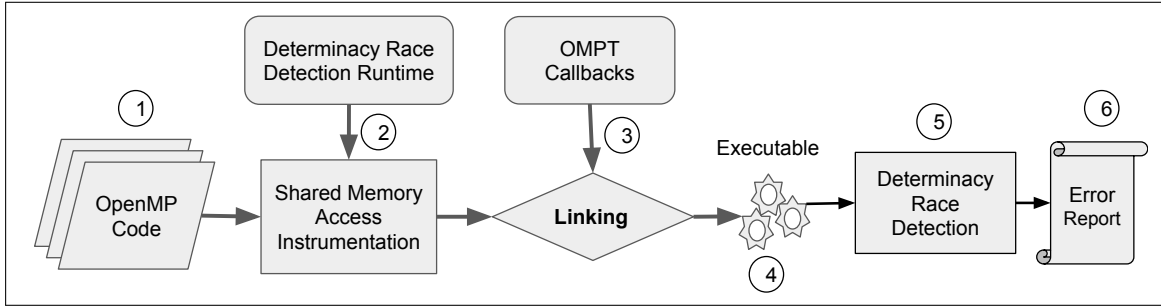 Determinacy Race
Detection Runtime
OMPT
Callbacks
1
2
3
5
6
Executable
OpenMP
Code
Shared Memory
Access
Instrumentation
Linking
Determinacy
Race
Detection
Error
Report
4